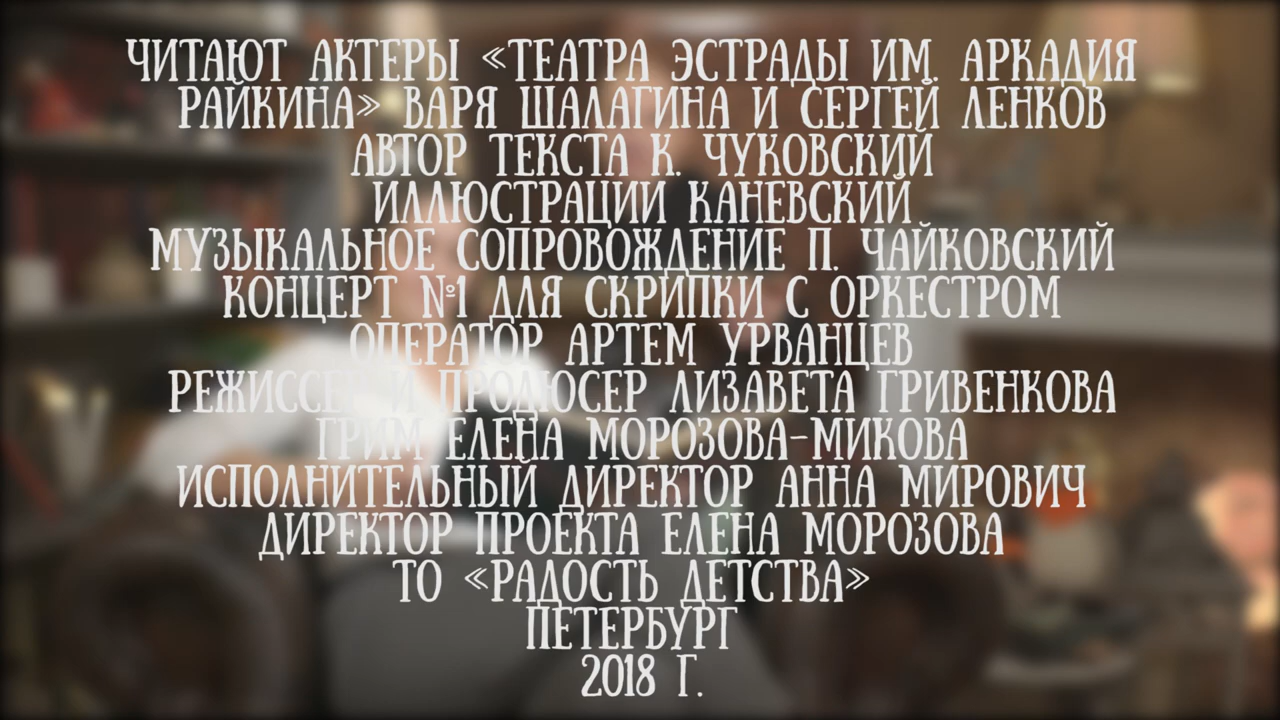 ЧИТАЮТ АКТЕРЫ «ТЕАТРА ЭСТРАДЫ ИМ. АРКАДИЯ
РАЙКИНА» ВАРЯ ШАЛАГИНА И СЕРГЕЙ ЛЕНКОВ
АВТОР ТЕКСТА К. ЧУКОВСКИЙ
ИЛЛЮСТРАЦИИ КАНЕВСКИЙ
МУЗЫКАЛЬНОЕ СОПРОВОЖДЕНИЕ П. ЧАЙКОВСКИЙ
КОНЦЕРТ №1 ДЛЯ СКРИПКИ С ОРКЕСТРОМ
ОПЕРАТОР АРТЕМ УРВАНЦЕВ
РЕЖИССЕР И ПРОДЮСЕР ЛИЗАВЕТА ГРИВЕНКОВА
ГРИМ ЕЛЕНА МОРОЗОВА-МИКОВА
ИСПОЛНИТЕЛЬНЫЙ ДИРЕКТОР АННА МИРОВИЧ
ДИРЕКТОР ПРОЕКТА ЕЛЕНА МОРОЗОВА
ТО «РАДОСТЬ ДЕТСТВА»
ПЕТЕРБУРГ
2018 Г.